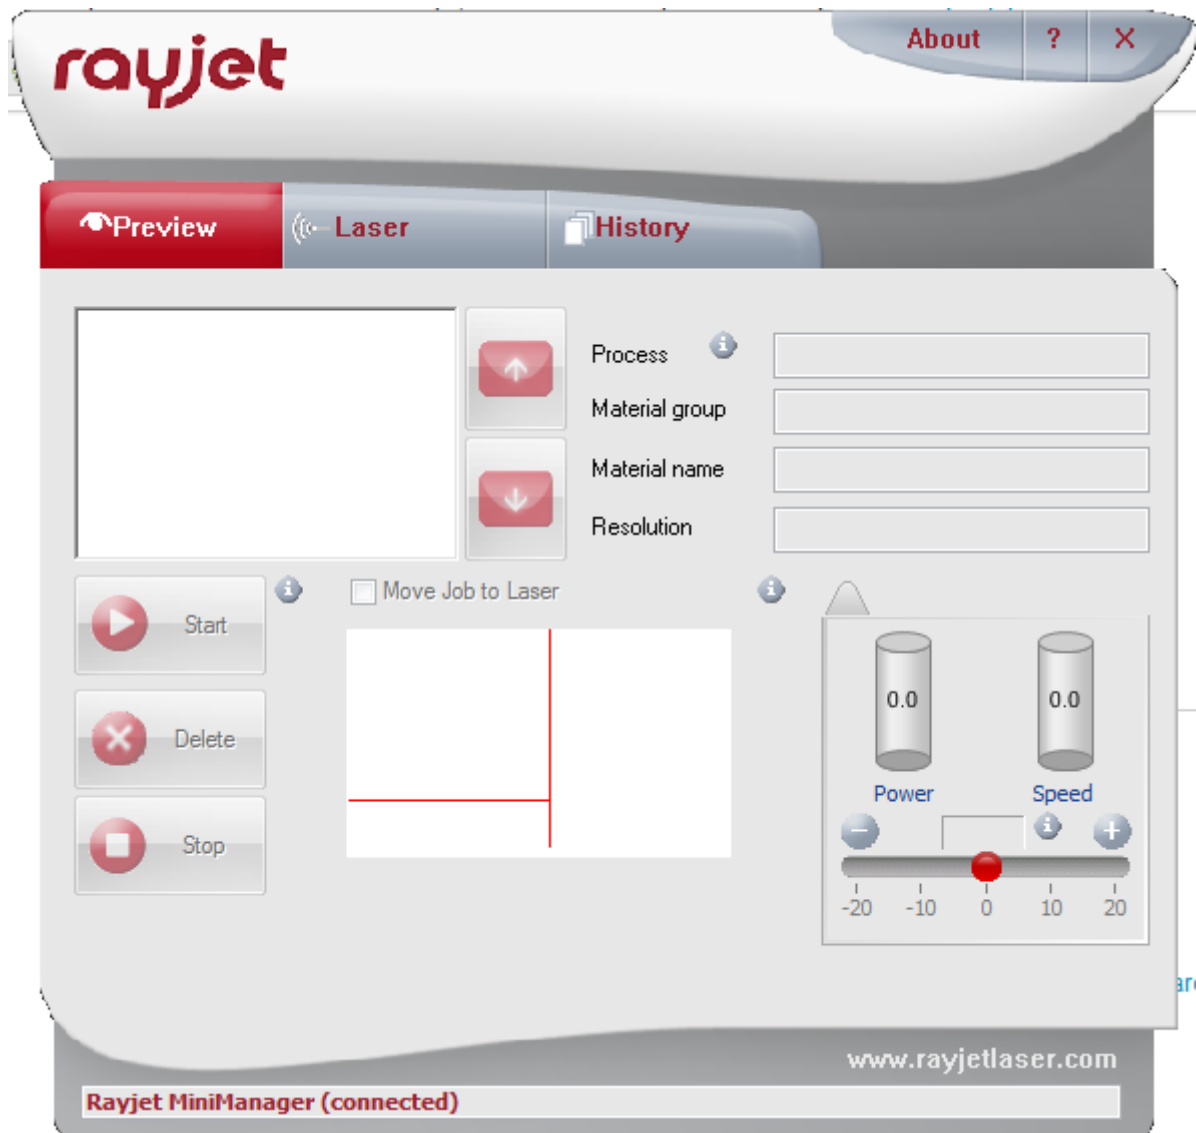 rayjet
About ? X
Preview Laser History
Process
Material group
Material name
Resolution
Move Job to Laser
Start
Delete
Stop
0.0 0.0
Power Speed
-20 -10 0 10 20
www.rayjetlaser.com
Rayjet MiniManager (connected)